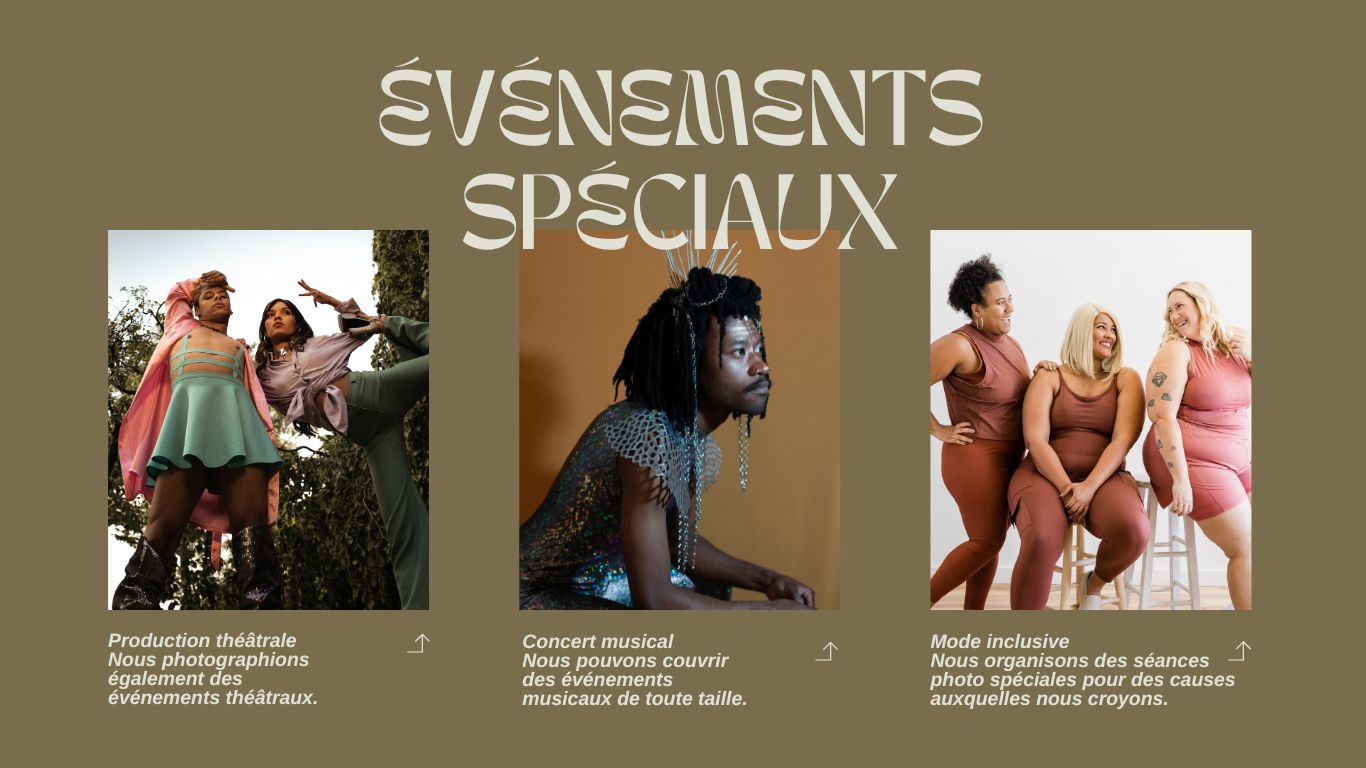 ÉVÉNEMENTS
SPÉCIAUX
Production théâtrale
Nous photographions
également des
événements théâtraux.
Concert musical
Nous pouvons couvrir
des événements
musicaux de toute taille.
Mode inclusive
Nous organisons des séances
photo spéciales pour des causes
auxquelles nous croyons.